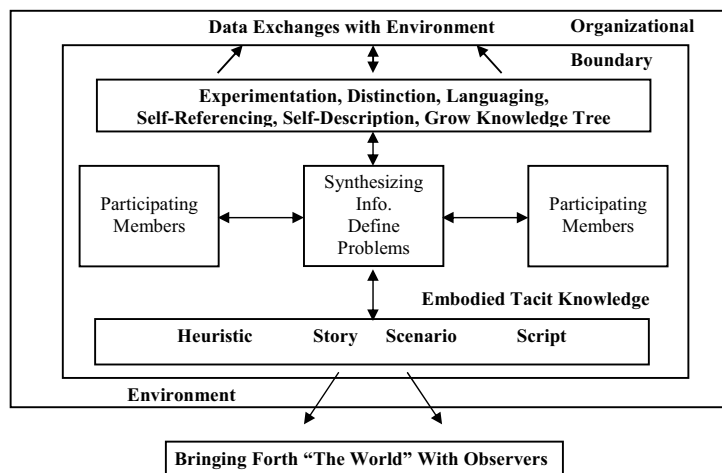 Data Exchanges with Environment
Organizational
Boundary
Experimentation, Distinction, Languaging,
Self-Referencing, Self-Description, Grow Knowledge Tree
Participating
Members
Synthesizing
Info.
Define
Problems
Participating
Members
Embodied Tacit Knowledge
Heuristic Story Scenario Script
Environment
Bringing Forth “The World” With Observers